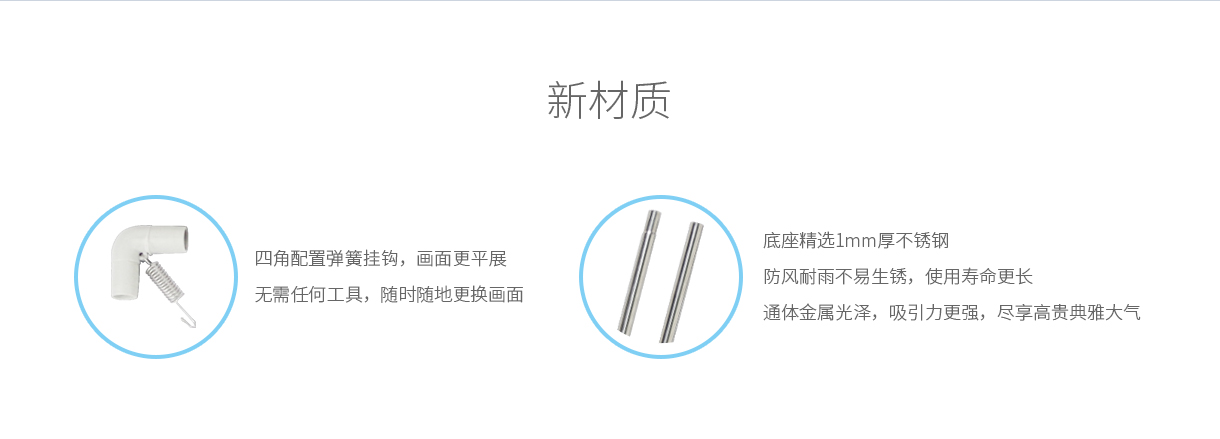 新材质
四角配置弹簧挂钩，画面更平展
无需任何工具，随时随地更换画面
底座精选1mm厚不锈钢
防风耐雨不易生锈，使用寿命更长
通体金属光泽，吸引力更强，尽享高贵典雅大气